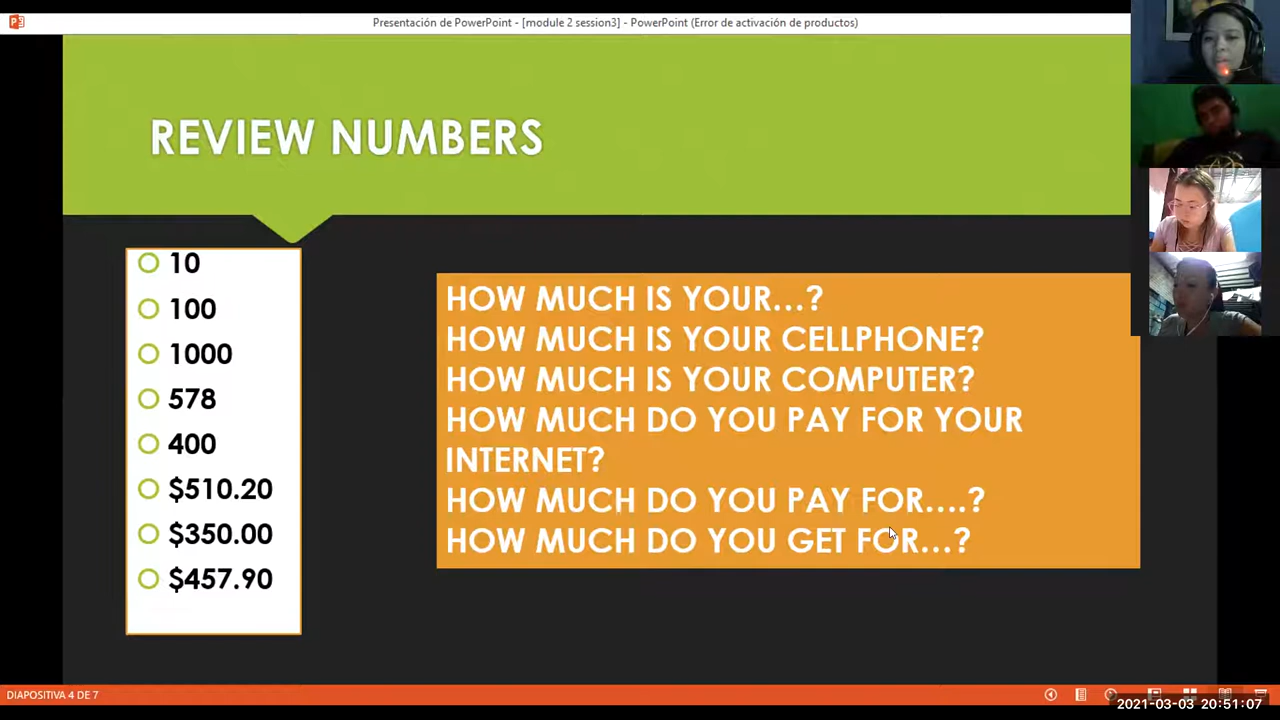 Presentación de PowerPoint - [module 2 session3] - PowerPoint (Error de activación de productos)
REVIEW NUMBERS
10
100
1000
578
400
$510.20
$350.00
$457.90
HOW MUCH IS YOUR...?
HOW MUCH IS YOUR CELLPHONE?
HOW MUCH IS YOUR COMPUTER?
HOW MUCH DO YOU PAY FOR YOUR
INTERNET?
HOW MUCH DO YOU PAY FOR....?
HOW MUCH DO YOU GET FOR...?
DIAPOSITIVA 4 DE 7
2021-03-03 20:51:07